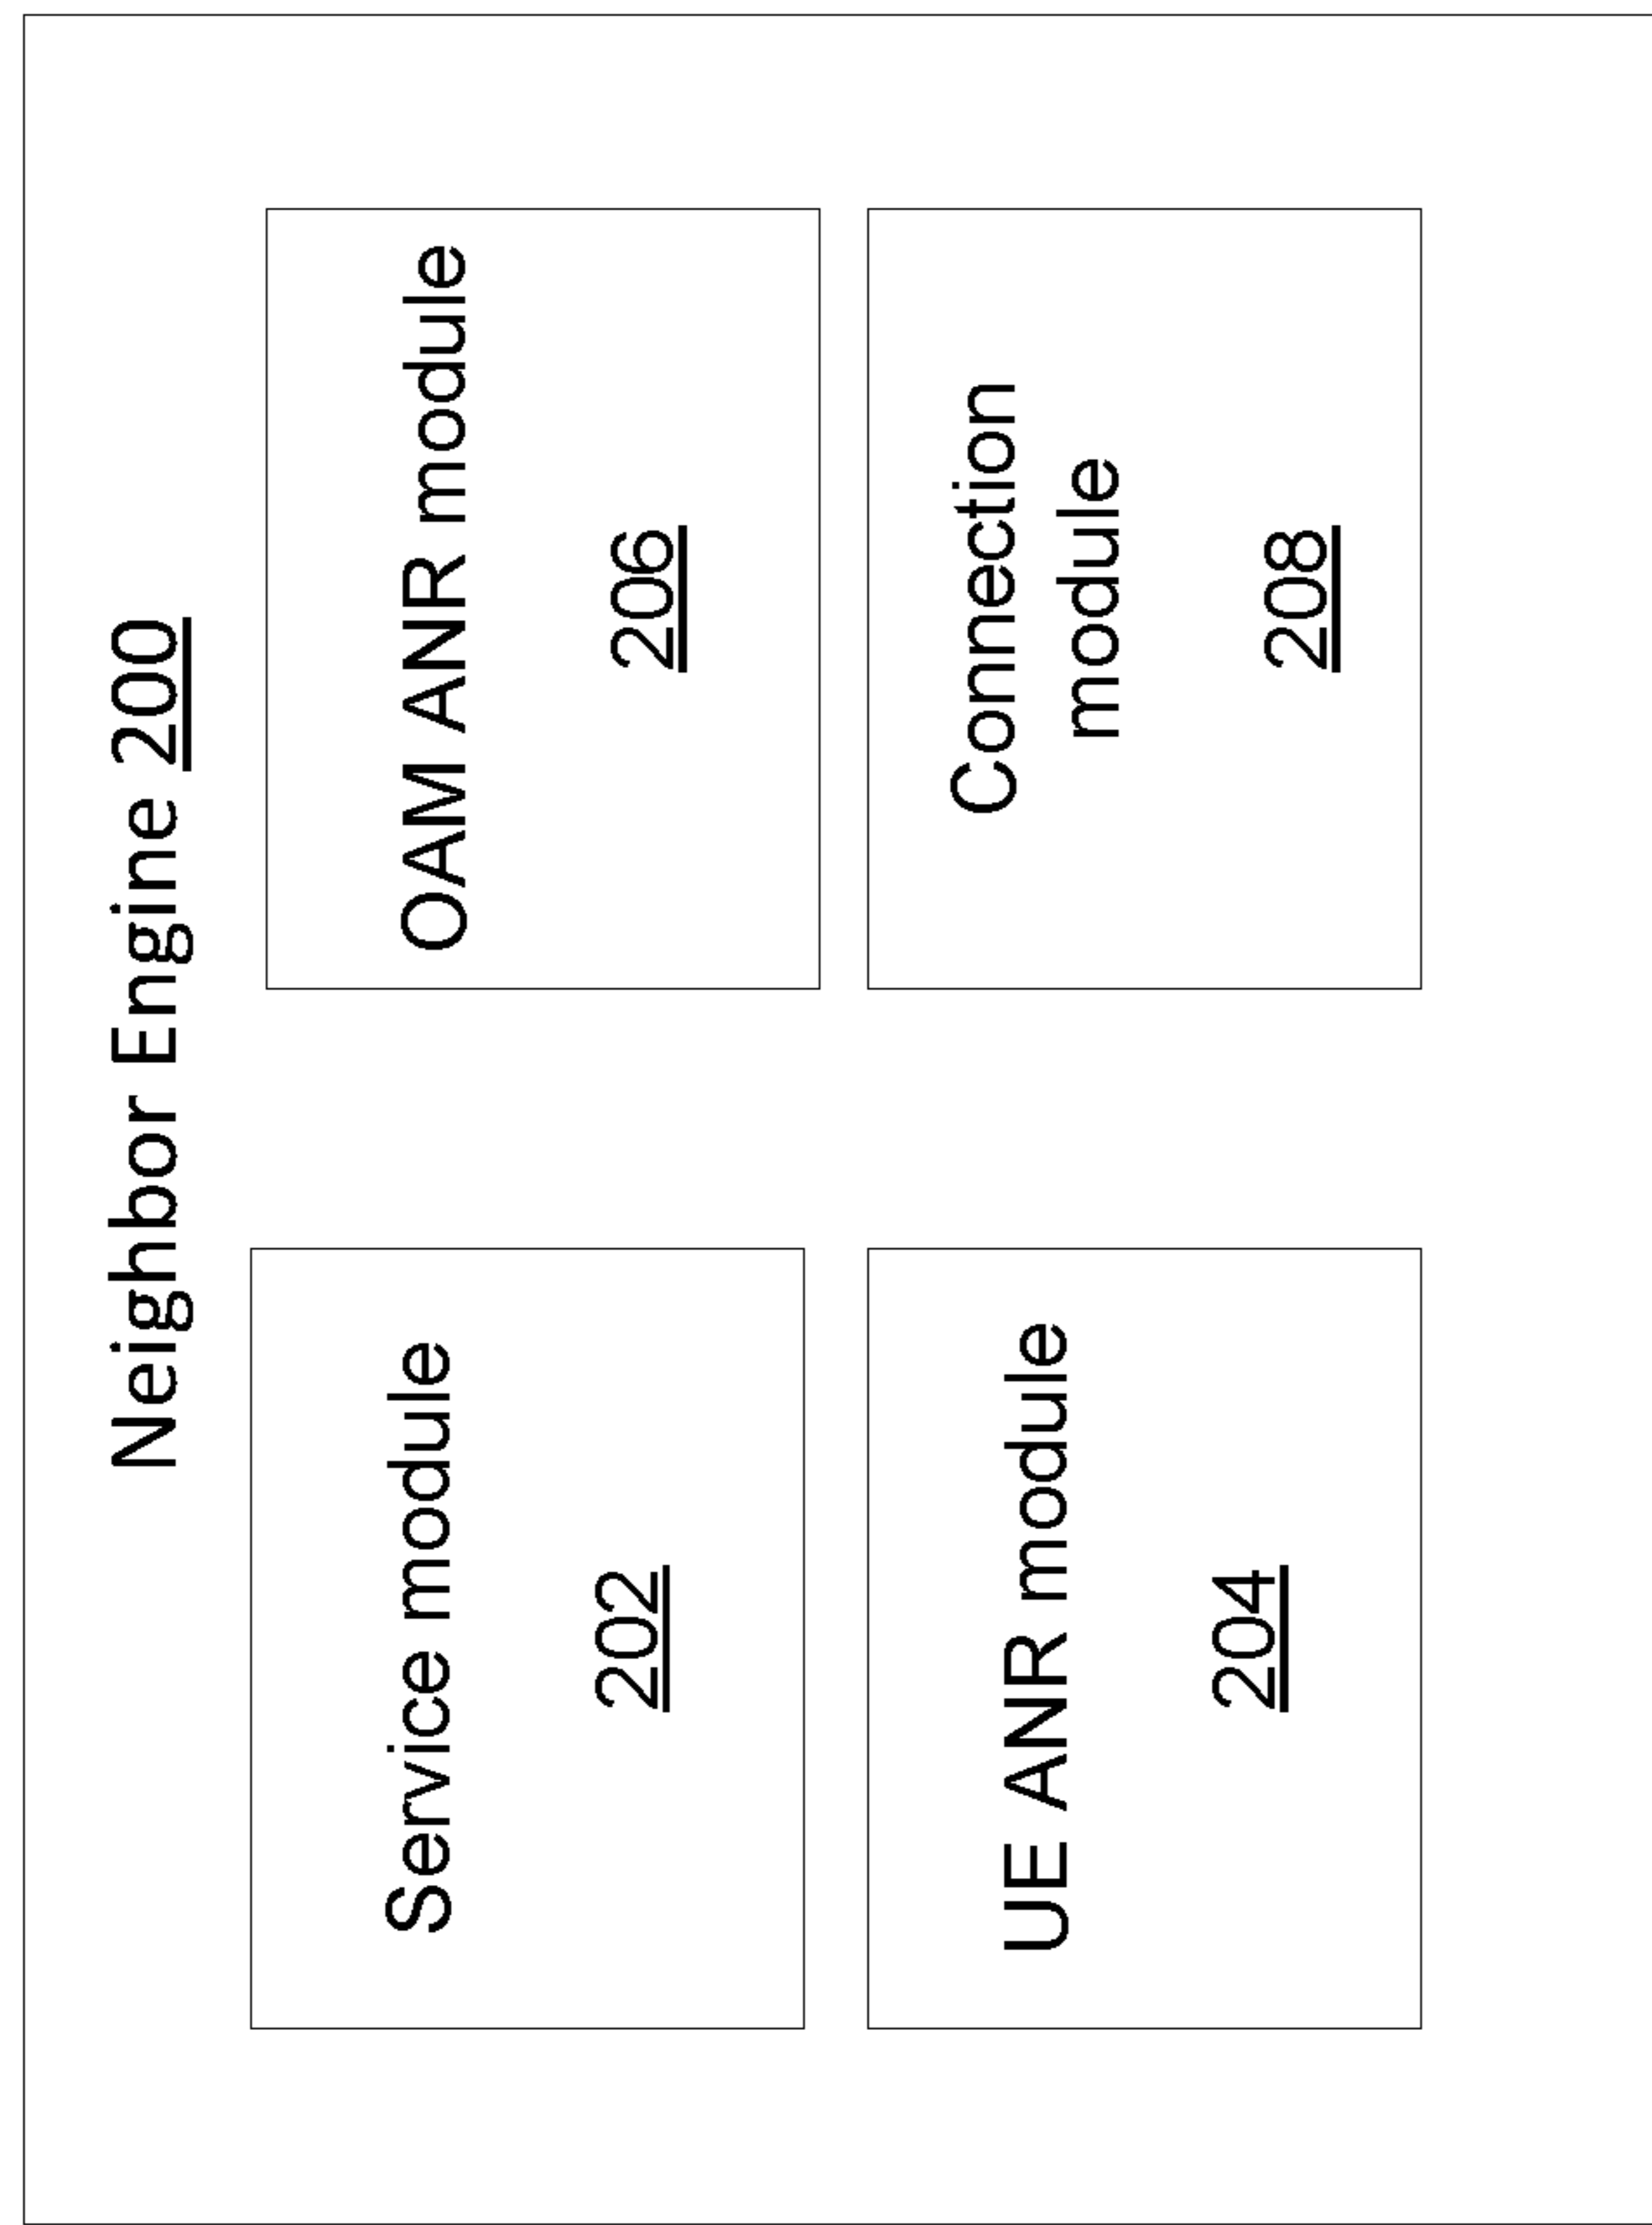 Neighbor Engine 200
Service module
202
OAM ANR module
206
UE ANR module
204
Connection
module
208